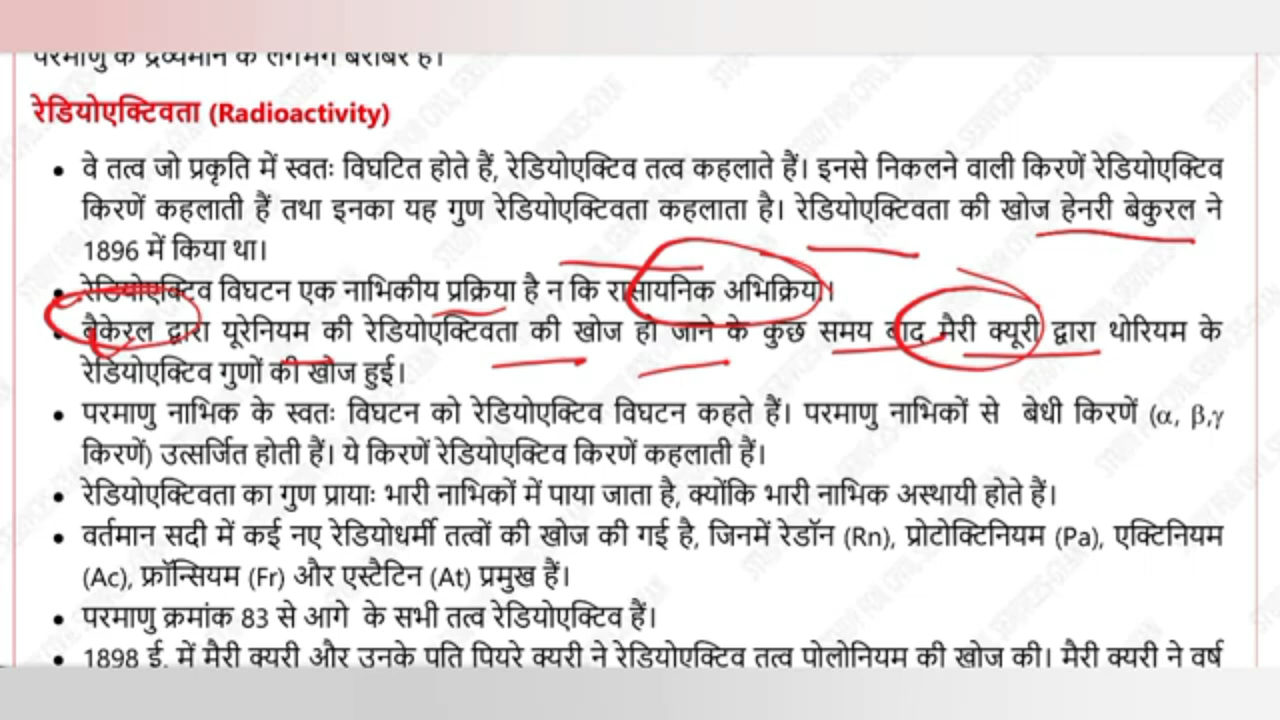 परमाणु के द्रव्यमान के लगभग बराबर है।
रेडियोएक्टिवता (Radioactivity)
• वे तत्व जो प्रकृति में स्वतः विघटित होते हैं, रेडियोएक्टिव तत्व कहलाते हैं। इनसे निकलने वाली किरणें रेडियोएक्टिव
किरणें कहलाती हैं तथा इनका यह गुण रेडियोएक्टिवता कहलाता है। रेडियोएक्टिवता की खोज हेनरी बेकुरल ने
1896 में किया था।
• रेडियोएक्टिव विघटन एक नाभिकीय प्रक्रिया है न कि रासायनिक अभिक्रिया।
• बैकेरल द्वारा यूरेनियम की रेडियोएक्टिवता की खोज हो जाने के कुछ समय बाद मैरी क्यूरी द्वारा थोरियम के
रेडियोएक्टिव गुणों की खोज हुई।
• परमाणु नाभिक के स्वतः विघटन को रेडियोएक्टिव विघटन कहते हैं। परमाणु नाभिकों से बेधी किरणें (α, β,γ
किरणें) उत्सर्जित होती हैं। ये किरणें रेडियोएक्टिव किरणें कहलाती हैं।
• रेडियोएक्टिवता का गुण प्रायाः भारी नाभिकों में पाया जाता है, क्योंकि भारी नाभिक अस्थायी होते हैं।
• वर्तमान सदी में कई नए रेडियोधर्मी तत्वों की खोज की गई है, जिनमें रेडॉन (Rn), प्रोटोक्टिनियम (Pa), एक्टिनियम
(Ac), फ्रॉन्सियम (Fr) और एस्टैटिन (At) प्रमुख हैं।
• परमाणु क्रमांक 83 से आगे के सभी तत्व रेडियोएक्टिव हैं।
• 1898 ई. में मैरी क्यूरी और उनके पति पियरे क्यूरी ने रेडियोएक्टिव तत्व पोलोनियम की खोज की। मैरी क्यूरी ने वर्ष